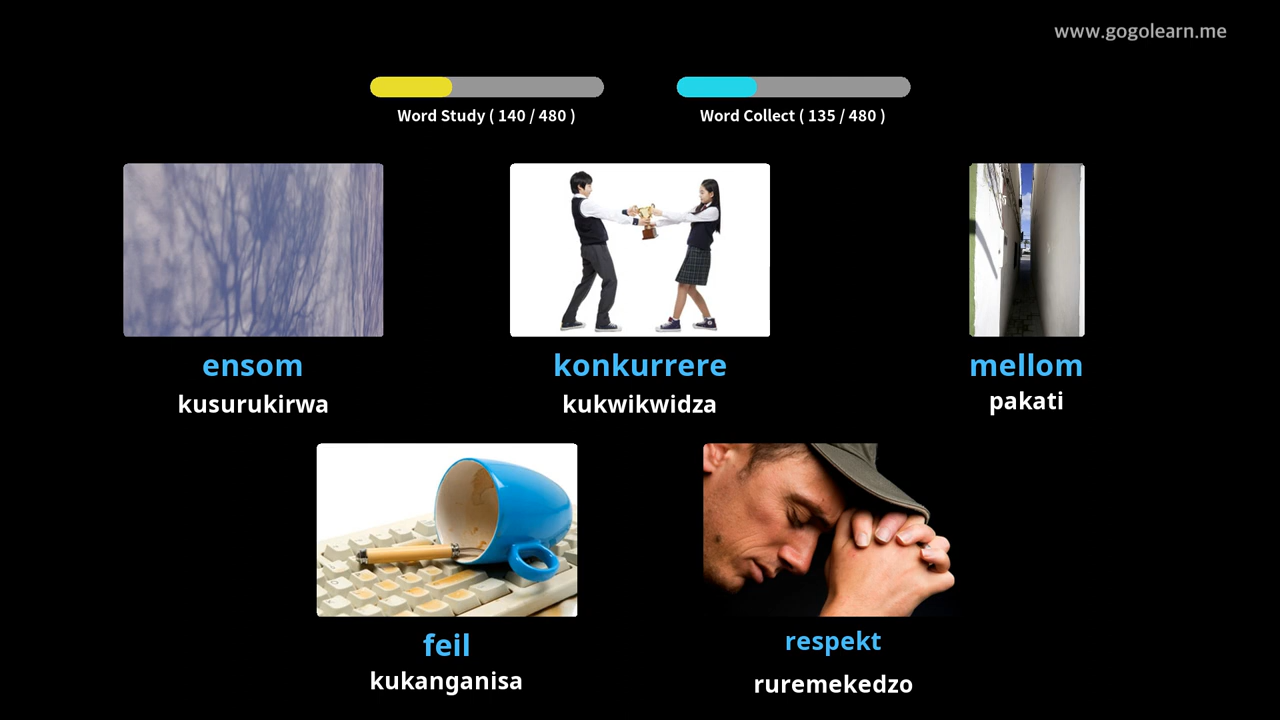 www.gogolearn.me
Word Study ( 140 / 480 )
Word Collect ( 135 / 480 )
ensom
kusurukirwa
konkurrere
kukwikwidza
mellom
pakati
feil
kukanganisa
respekt
ruremekedzo